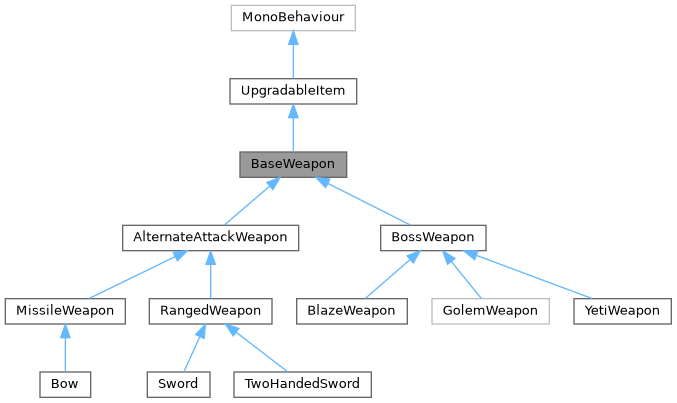 MonoBehaviour
UpgradableItem
BaseWeapon
AlternateAttackWeapon
BossWeapon
MissileWeapon
RangedWeapon
BlazeWeapon
GolemWeapon
YetiWeapon
Bow
Sword
TwoHandedSword